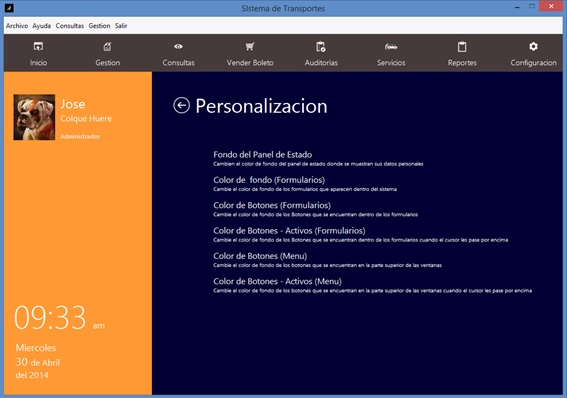 SIstema de Transportes
Archivo Ayuda Consultas Gestion Salir
Inicio Gestion Consultas Vender Boleto Auditorias Servicios Reportes Configuracion
Jose
Colque Huere
Administrador
Personalizacion
Fondo del Panel de Estado
Cambien el color de fondo del panel de estado donde se muestran sus datos personales
Color de fondo (Formularios)
Cambie el color de fondo de los formularios que aparecen dentro del sistema
Color de Botones (Formularios)
Cambie el color de fondo de los Botones que se encuentran dentro de los formularios
Color de Botones - Activos (Formularios)
Cambie el color de fondo de los Botones que se encuentran dentro de los formularios cuando el cursor les pase por encima
Color de Botones (Menu)
Cambie el color de fondo de los botones que se encuentran en la parte superior de las ventanas
Color de Botones - Activos (Menu)
Cambie el color de fondo de los botones que se encuentran en la parte superior de las ventanas cuando el cursor les pase por encima
09:33 am
Miercoles
30 de Abril
del 2014